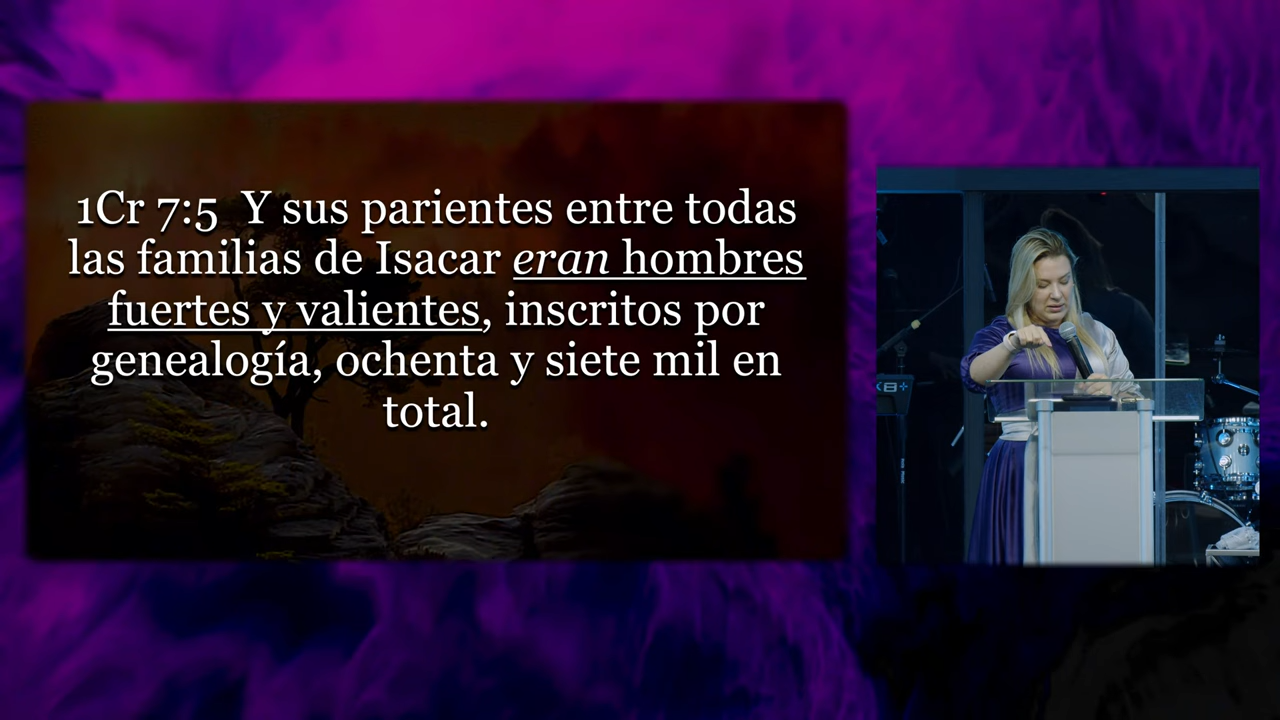 1Cr 7:5 Y sus parientes entre todas
las familias de Isacar eran hombres
fuertes y valientes, inscritos por
genealogía, ochenta y siete mil en
total.